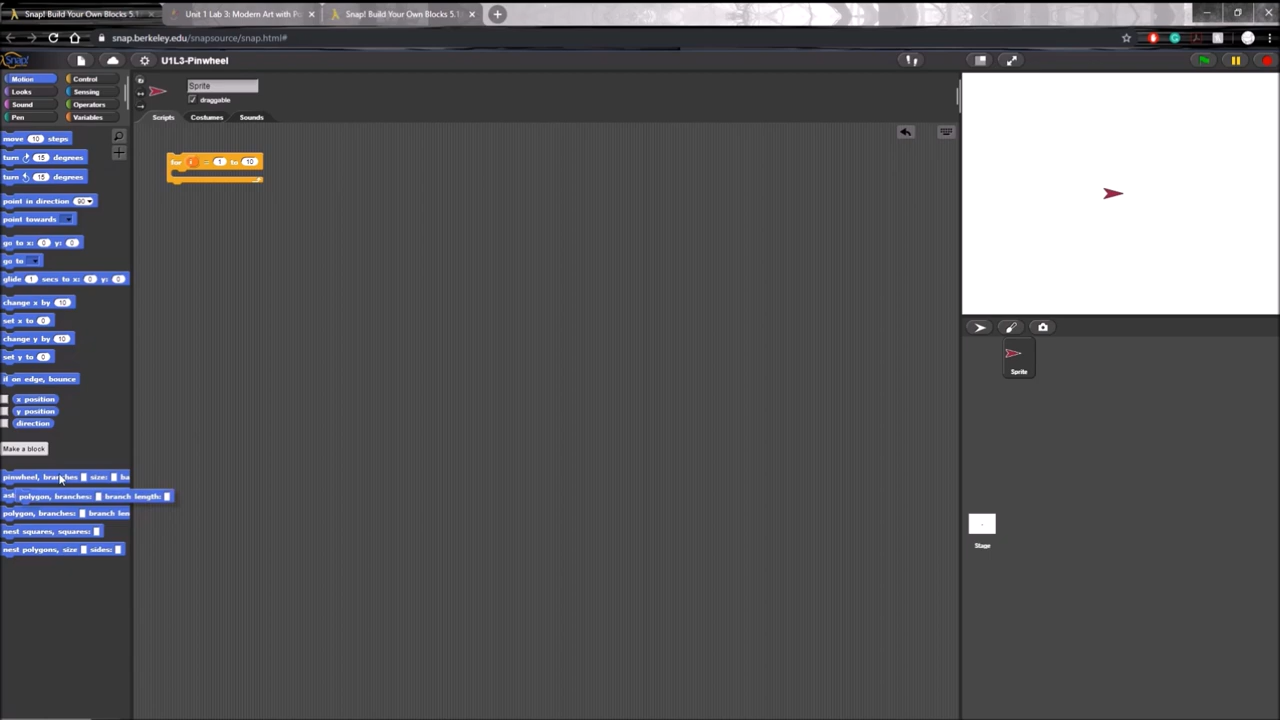 Snap! Build Your Own Blocks 5.1
Unit 1 Lab 3: Modern Art with Po
Snap! Build Your Own Blocks 5.1
snap.berkeley.edu/snapsource/snap.html#
Snap!
U1L3-Pinwheel
Motion
Control
Looks
Sensing
Sound
Operators
Pen
Variables
Sprite
draggable
Scripts
Costumes
Sounds
move 10 steps
turn 15 degrees
turn 15 degrees
point in direction 90
point towards
go to x: 0 y: 0
go to
glide 1 secs to x: 0 y: 0
change x by 10
set x to 0
change y by 10
set y to 0
if on edge, bounce
x position
y position
direction
Make a block
pinwheel, branches size: ba
ast
polygon, branches: branch length:
polygon, branches: branch len
nest squares, squares:
nest polygons, size sides:
for i = 1 to 10
Sprite
Stage